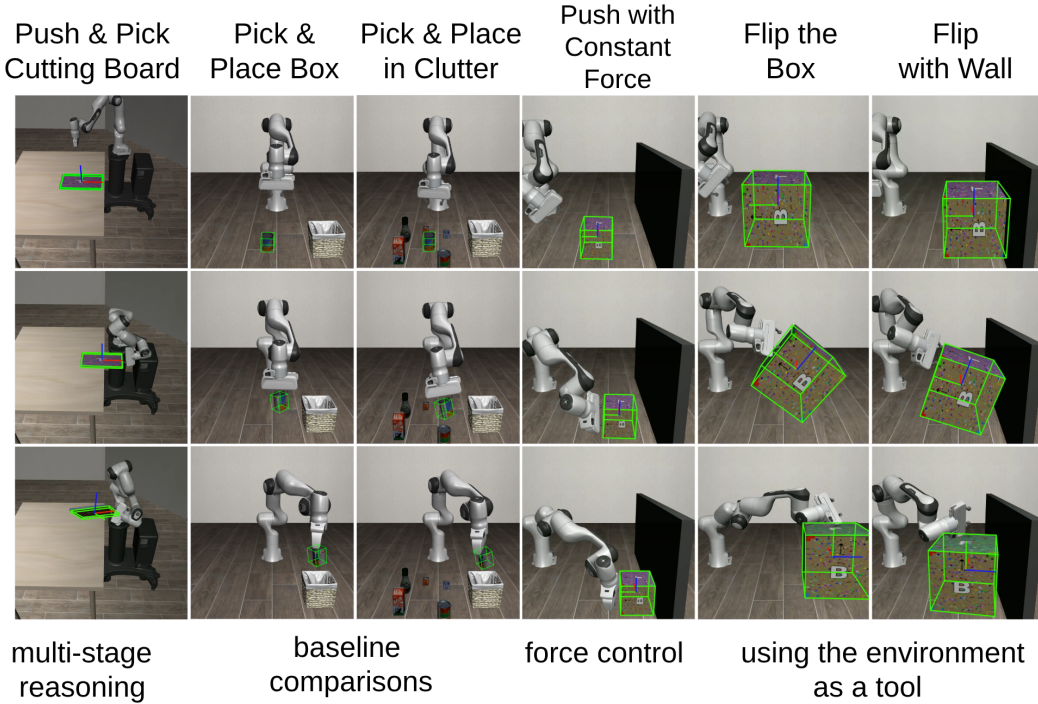 Push & Pick
Cutting Board
Pick &
Place Box
Pick & Place
in Clutter
Push with
Constant
Force
Flip the
Box
Flip
with Wall
B
B
B
B
B
B
B
B
multi-stage
reasoning
baseline
comparisons
force control
using the environment
as a tool